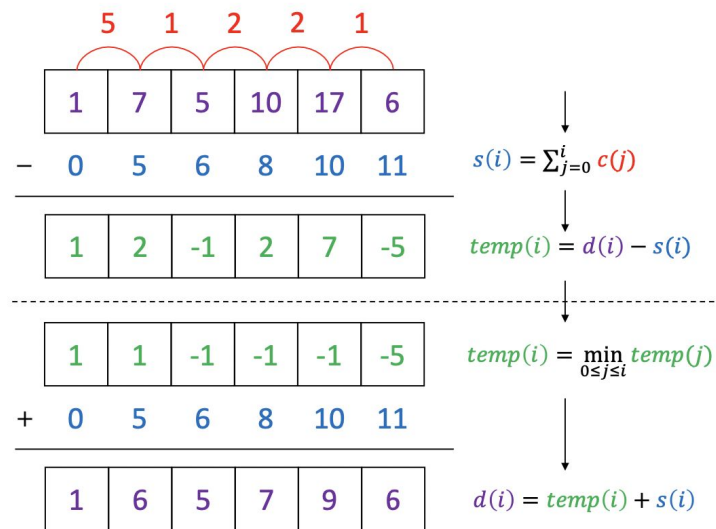 5 1 2 2 1
1 7 5 10 17 6
− 0 5 6 8 10 11 s(i) = ∑_{j=0}^{i} c(j)
1 2 -1 2 7 -5 temp(i) = d(i) − s(i)
1 1 -1 -1 -1 -5 temp(i) = min_{0≤j≤i} temp(j)
+ 0 5 6 8 10 11
1 6 5 7 9 6 d(i) = temp(i) + s(i)